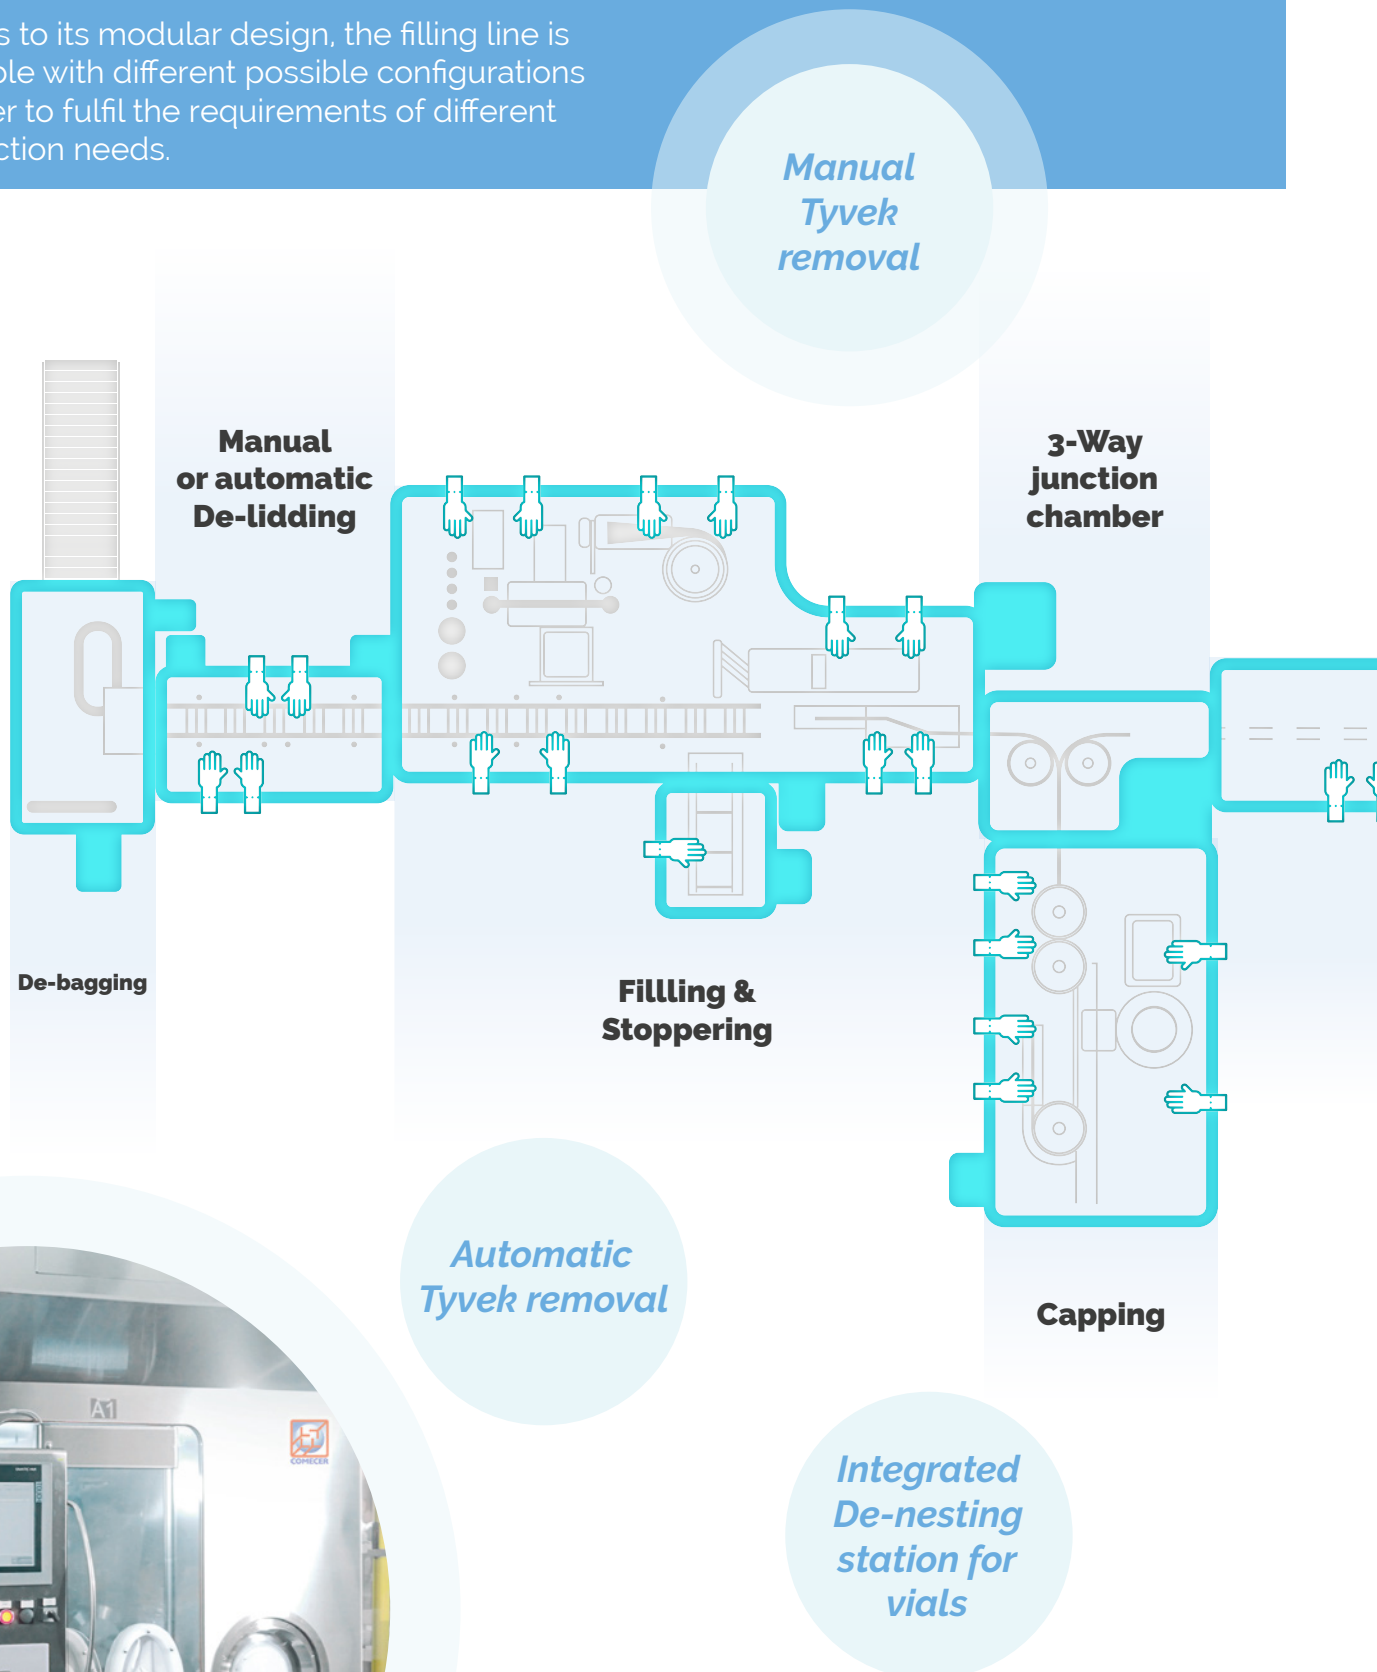 s to its modular design, the filling line is
ble with different possible configurations
er to fulfil the requirements of different
ction needs.
Manual
Tyvek
removal
Manual
or automatic
De-lidding
3-Way
junction
chamber
De-bagging
Fillling &
Stoppering
Automatic
Tyvek removal
Capping
A1
COMECER
Integrated
De-nesting
station for
vials